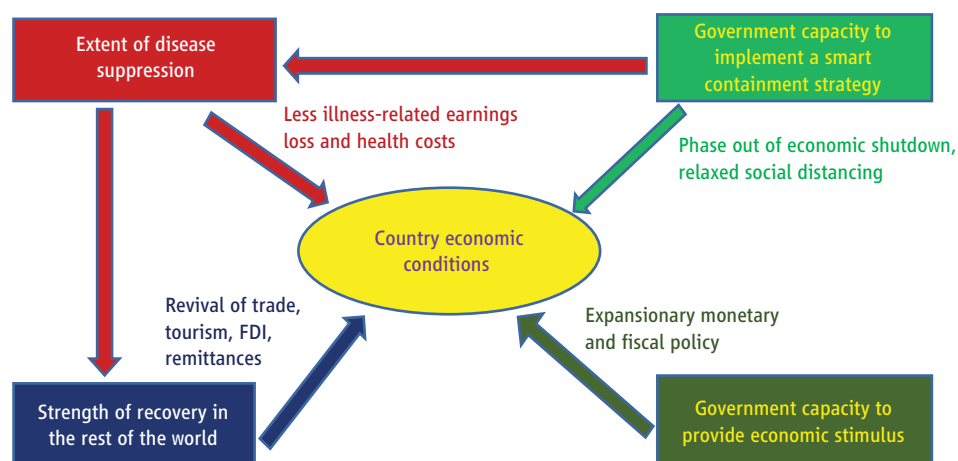 Extent of disease
suppression
Government capacity to
implement a smart
containment strategy
Less illness-related earnings
loss and health costs
Phase out of economic shutdown,
relaxed social distancing
Country economic
conditions
Revival of trade,
tourism, FDI,
remittances
Expansionary monetary
and fiscal policy
Strength of recovery in
the rest of the world
Government capacity to
provide economic stimulus